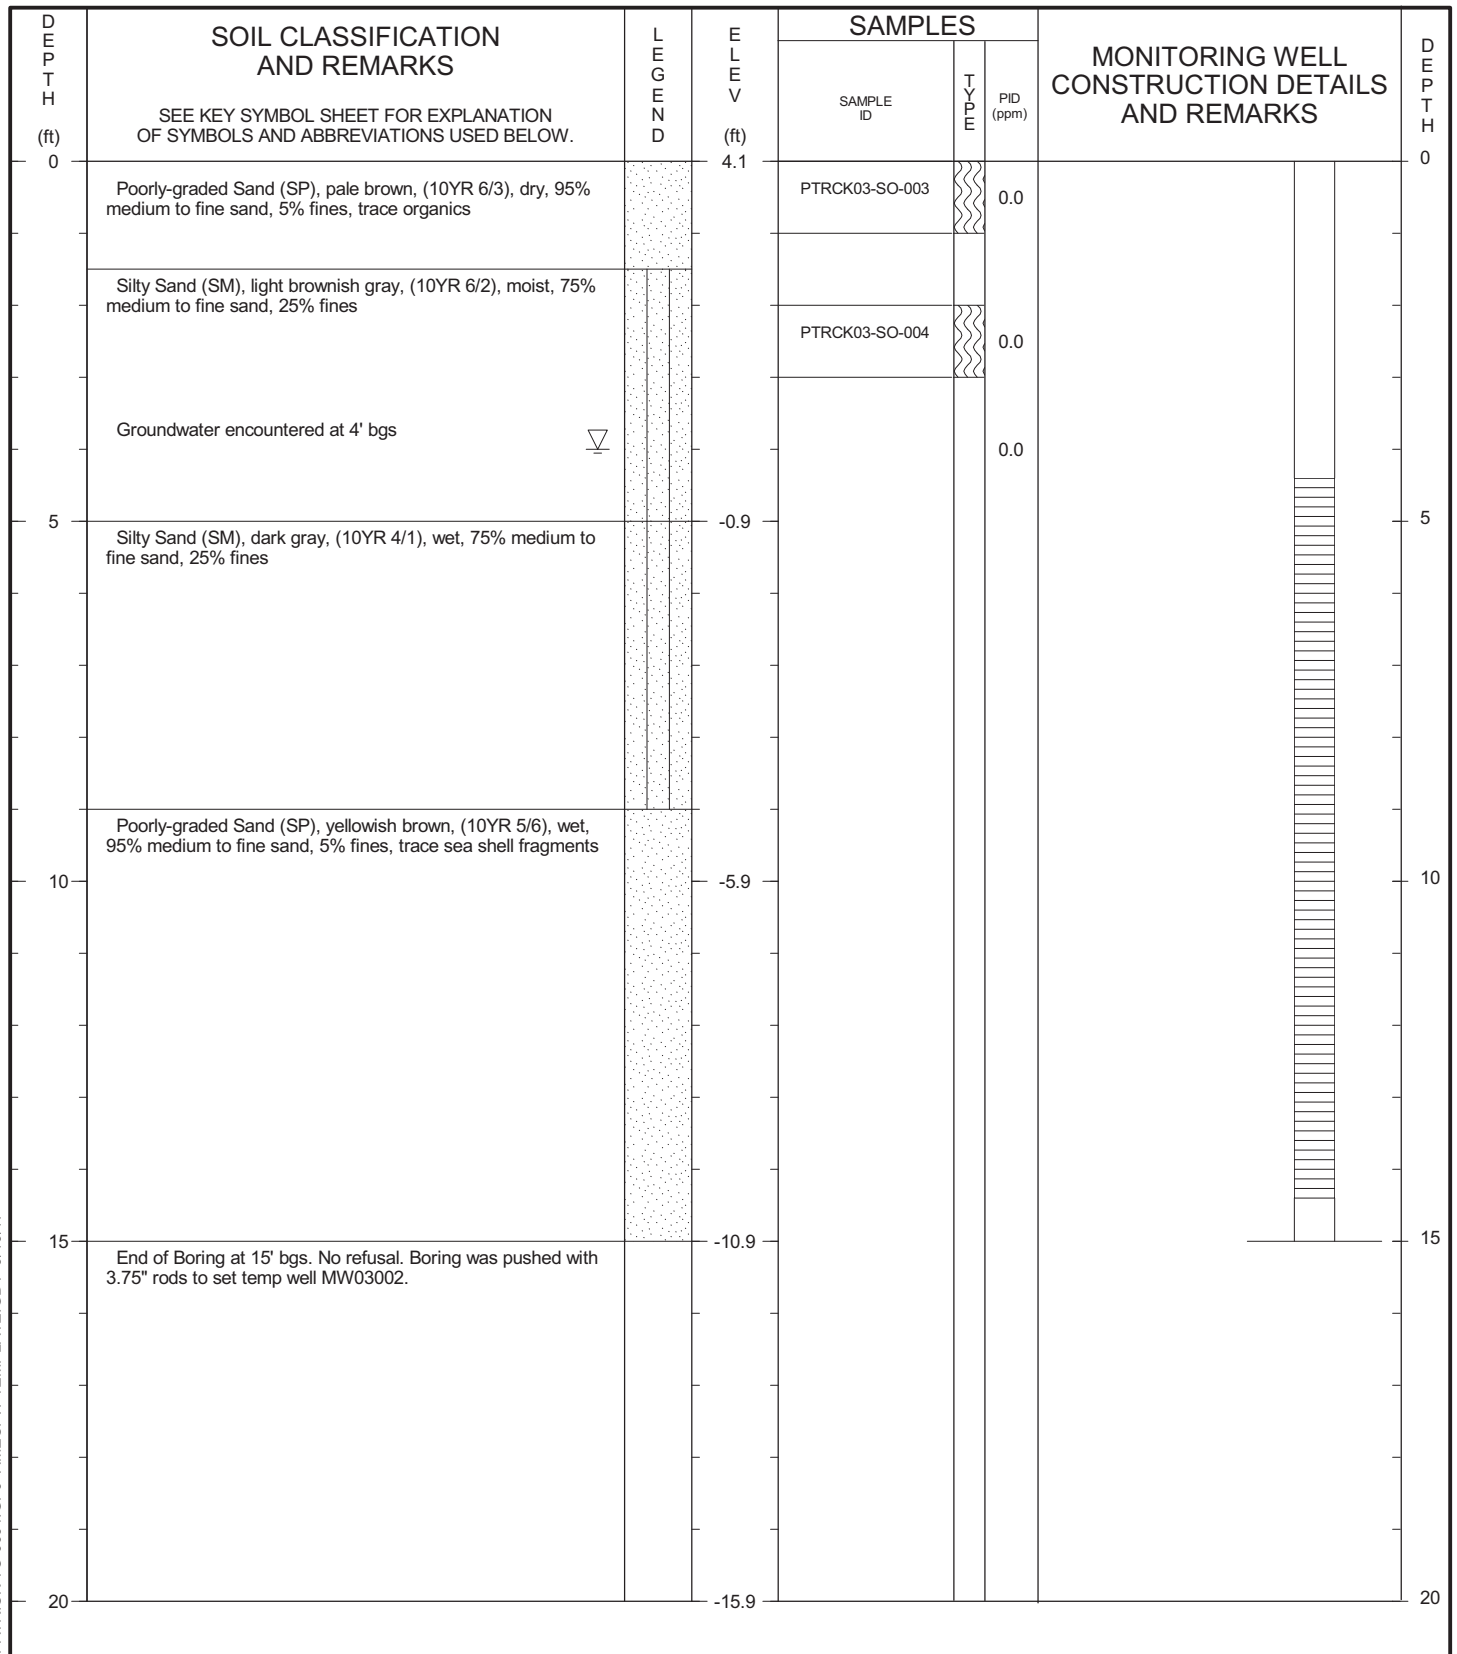 DEPTH
(ft)
SOIL CLASSIFICATION
AND REMARKS
SEE KEY SYMBOL SHEET FOR EXPLANATION
OF SYMBOLS AND ABBREVIATIONS USED BELOW.
LEGEND
ELEV
(ft)
SAMPLES
SAMPLE
ID
TYPE
PID
(ppm)
MONITORING WELL
CONSTRUCTION DETAILS
AND REMARKS
DEPTH
0
4.1
0
Poorly-graded Sand (SP), pale brown, (10YR 6/3), dry, 95%
medium to fine sand, 5% fines, trace organics
PTRCK03-SO-003
0.0
Silty Sand (SM), light brownish gray, (10YR 6/2), moist, 75%
medium to fine sand, 25% fines
PTRCK03-SO-004
0.0
Groundwater encountered at 4' bgs
0.0
5
-0.9
5
Silty Sand (SM), dark gray, (10YR 4/1), wet, 75% medium to
fine sand, 25% fines
Poorly-graded Sand (SP), yellowish brown, (10YR 5/6), wet,
95% medium to fine sand, 5% fines, trace sea shell fragments
10
-5.9
10
15
-10.9
15
End of Boring at 15' bgs. No refusal. Boring was pushed with
3.75" rods to set temp well MW03002.
20
-15.9
20